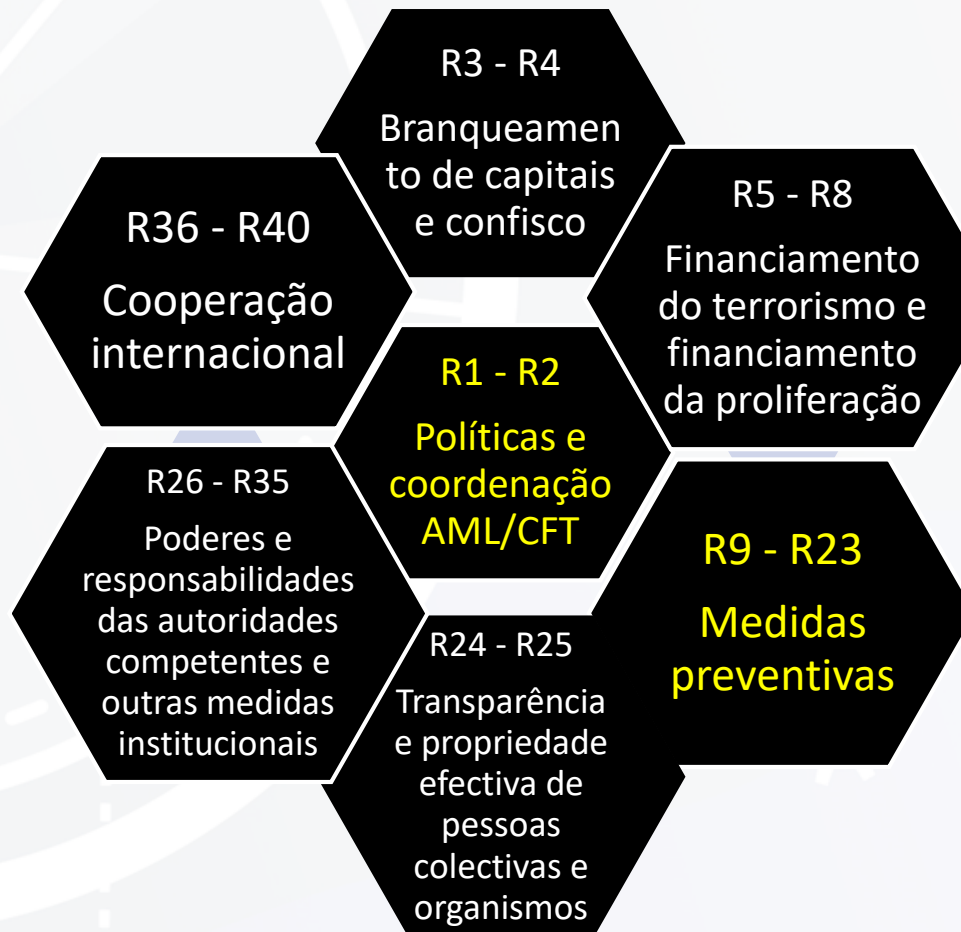 R3 - R4
Branqueamen
to de capitais
e confisco
R5 - R8
Financiamento
do terrorismo e
financiamento
da proliferação
R36 - R40
Cooperação
internacional
R1 - R2
Políticas e
coordenação
AML/CFT
R9 - R23
Medidas
preventivas
R26 - R35
Poderes e
responsabilidades
das autoridades
competentes e
outras medidas
institucionais
R24 - R25
Transparência
e propriedade
efectiva de
pessoas
colectivas e
organismos